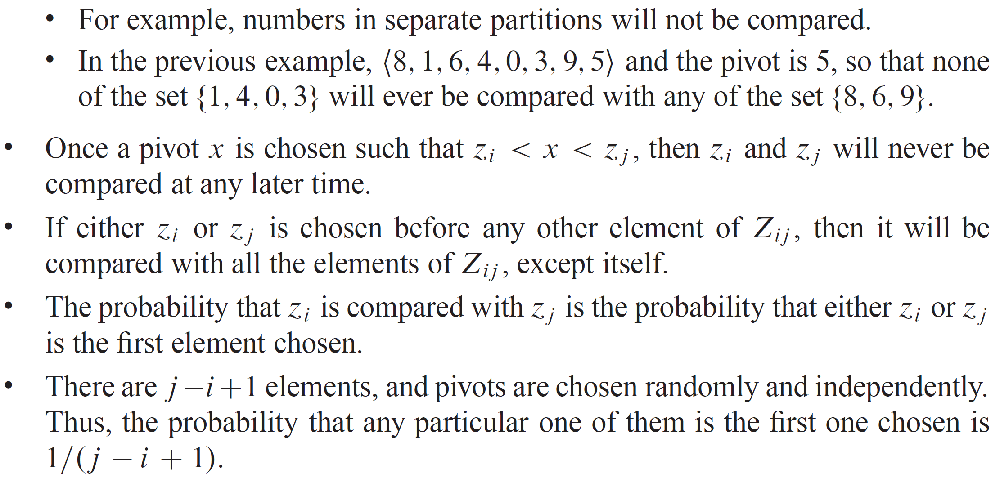 • For example, numbers in separate partitions will not be compared.
• In the previous example, ⟨8, 1, 6, 4, 0, 3, 9, 5⟩ and the pivot is 5, so that none
of the set {1, 4, 0, 3} will ever be compared with any of the set {8, 6, 9}.
• Once a pivot x is chosen such that z_i < x < z_j, then z_i and z_j will never be
compared at any later time.
• If either z_i or z_j is chosen before any other element of Z_{ij}, then it will be
compared with all the elements of Z_{ij}, except itself.
• The probability that z_i is compared with z_j is the probability that either z_i or z_j
is the first element chosen.
• There are j − i + 1 elements, and pivots are chosen randomly and independently.
Thus, the probability that any particular one of them is the first one chosen is
1/(j − i + 1).